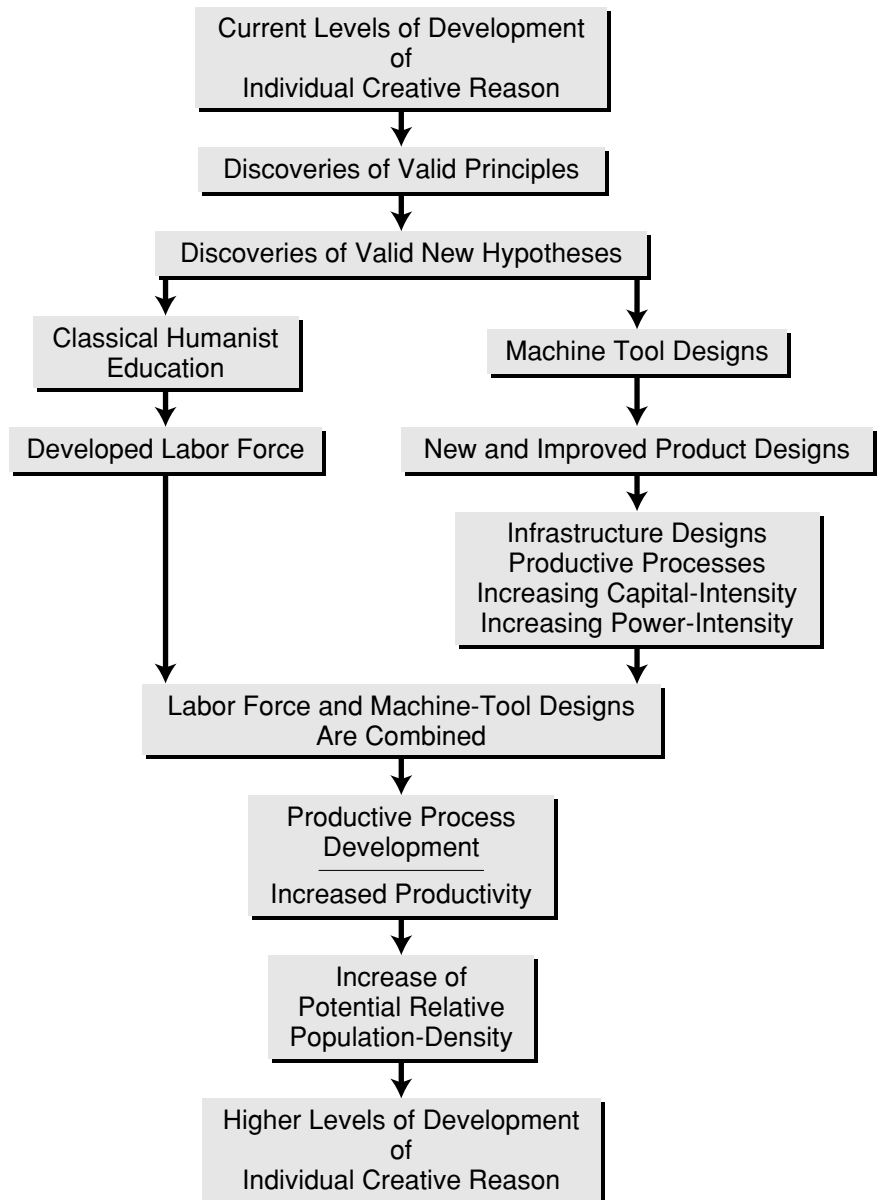 Current Levels of Development
of
Individual Creative Reason
Discoveries of Valid Principles
Discoveries of Valid New Hypotheses
Classical Humanist
Education
Developed Labor Force
Machine Tool Designs
New and Improved Product Designs
Infrastructure Designs
Productive Processes
Increasing Capital-Intensity
Increasing Power-Intensity
Labor Force and Machine-Tool Designs
Are Combined
Productive Process
Development
Increased Productivity
Increase of
Potential Relative
Population-Density
Higher Levels of Development
of
Individual Creative Reason